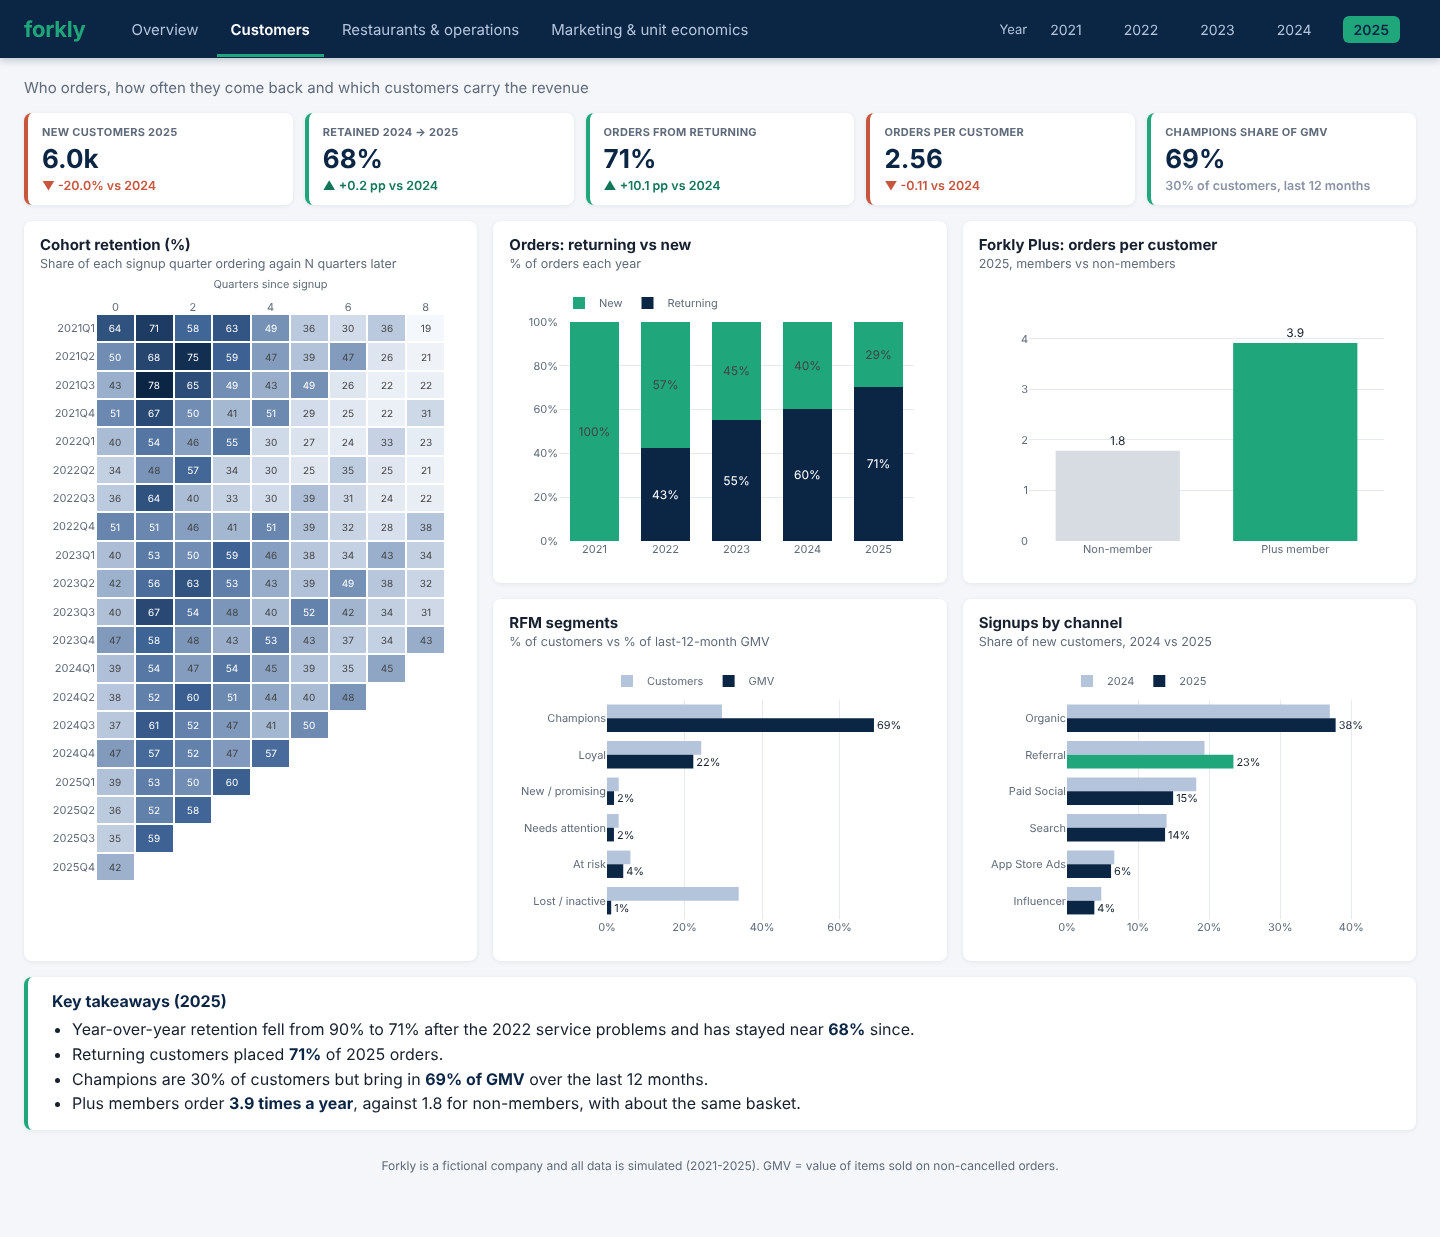 forkly Overview Customers Restaurants & operations Marketing & unit economics Year 2021 2022 2023 2024 2025
Who orders, how often they come back and which customers carry the revenue
NEW CUSTOMERS 2025
6.0k
▼ -20.0% vs 2024
RETAINED 2024 → 2025
68%
▲ +0.2 pp vs 2024
ORDERS FROM RETURNING
71%
▲ +10.1 pp vs 2024
ORDERS PER CUSTOMER
2.56
▼ -0.11 vs 2024
CHAMPIONS SHARE OF GMV
69%
30% of customers, last 12 months
Cohort retention (%)
Share of each signup quarter ordering again N quarters later
Quarters since signup
0 2 4 6 8
2021Q1 64 71 58 63 49 36 30 36 19
2021Q2 50 68 75 59 47 39 47 26 21
2021Q3 43 78 65 49 43 49 26 22 22
2021Q4 51 67 50 41 51 29 25 22 31
2022Q1 40 54 46 55 30 27 24 33 23
2022Q2 34 48 57 34 30 25 35 25 21
2022Q3 36 64 40 33 30 39 31 24 22
2022Q4 51 51 46 41 51 39 32 28 38
2023Q1 40 53 50 59 46 38 34 43 34
2023Q2 42 56 63 53 43 39 49 38 32
2023Q3 40 67 54 48 40 52 42 34 31
2023Q4 47 58 48 43 53 43 37 34 43
2024Q1 39 54 47 54 45 39 35 45
2024Q2 38 52 60 51 44 40 48
2024Q3 37 61 52 47 41 50
2024Q4 47 57 52 47 57
2025Q1 39 53 50 60
2025Q2 36 52 58
2025Q3 35 59
2025Q4 42
Orders: returning vs new
% of orders each year
New Returning
100%
80%
60%
40%
20%
0%
100%
57%
43%
45%
55%
40%
60%
29%
71%
2021 2022 2023 2024 2025
Forkly Plus: orders per customer
2025, members vs non-members
4
3
2
1
0
1.8
3.9
Non-member Plus member
RFM segments
% of customers vs % of last-12-month GMV
Customers GMV
Champions 69%
Loyal 22%
New / promising 2%
Needs attention 2%
At risk 4%
Lost / inactive 1%
0% 20% 40% 60%
Signups by channel
Share of new customers, 2024 vs 2025
2024 2025
Organic 38%
Referral 23%
Paid Social 15%
Search 14%
App Store Ads 6%
Influencer 4%
0% 10% 20% 30% 40%
Key takeaways (2025)
• Year-over-year retention fell from 90% to 71% after the 2022 service problems and has stayed near 68% since.
• Returning customers placed 71% of 2025 orders.
• Champions are 30% of customers but bring in 69% of GMV over the last 12 months.
• Plus members order 3.9 times a year, against 1.8 for non-members, with about the same basket.
Forkly is a fictional company and all data is simulated (2021-2025). GMV = value of items sold on non-cancelled orders.